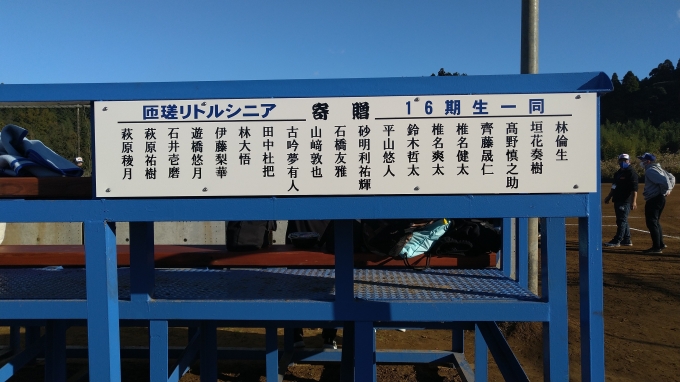 匝瑳リトルシニア 寄贈 16期生一同
林倫生
垣花奏樹
髙野慎之助
齊藤晟仁
椎名健太
椎名爽太
鈴木哲太
平山悠人
砂明利祐輝
石橋友雅
山﨑敦也
古吟夢有人
田中杜把
林大悟
伊藤梨華
遊橋悠月
石井壱磨
萩原祐樹
萩原稜月